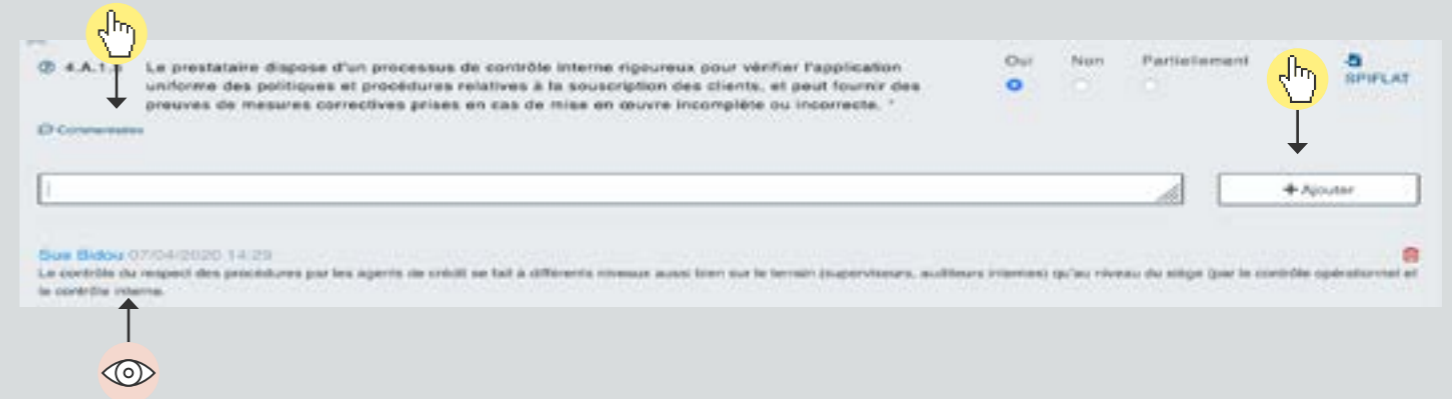 4.A.1. Le prestataire dispose d'un processus de contrôle interne rigoureux pour vérifier l'application
uniforme des politiques et procédures relatives à la souscription des clients, et peut fournir des
preuves de mesures correctives prises en cas de mise en œuvre incomplète ou incorrecte. *
Oui Non Partiellement
SPIFLAT
Commentaires
+ Ajouter
Sue Bidou 07/04/2020 14:29
Le contrôle du respect des procédures par les agents de crédit se fait à différents niveaux aussi bien sur le terrain (superviseurs, auditeurs internes) qu'au niveau du siège (par le contrôle opérationnel et
le contrôle interne.